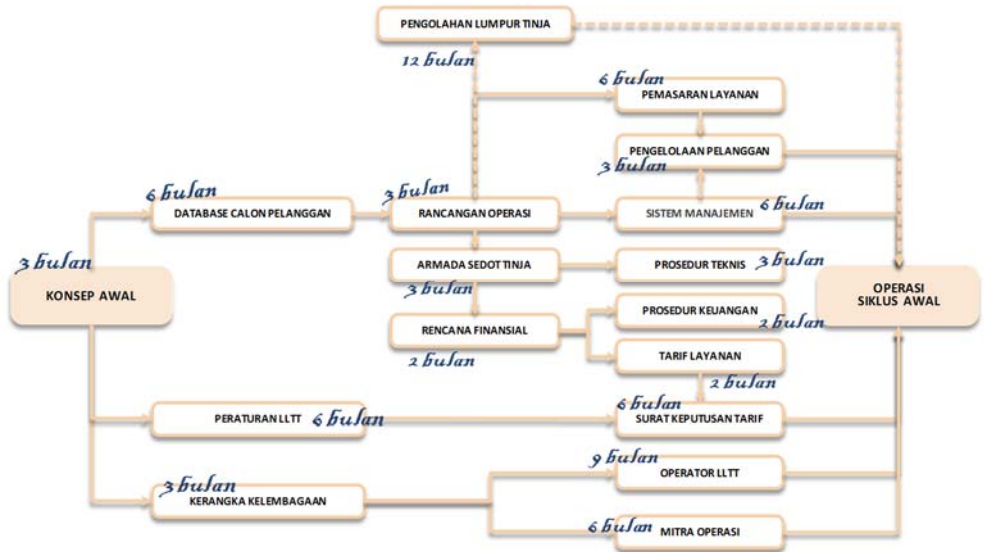 PENGOLAHAN LUMPUR TINJA
12 bulan
6 bulan
PEMASARAN LAYANAN
PENGELOLAAN PELANGGAN
3 bulan
6 bulan
DATABASE CALON PELANGGAN
3 bulan
RANCANGAN OPERASI
SISTEM MANAJEMEN
6 bulan
3 bulan
KONSEP AWAL
ARMADA SEDOT TINJA
3 bulan
PROSEDUR TEKNIS
3 bulan
OPERASI
SIKLUS AWAL
RENCANA FINANSIAL
2 bulan
PROSEDUR KEUANGAN
2 bulan
TARIF LAYANAN
2 bulan
PERATURAN LLTT
6 bulan
6 bulan
SURAT KEPUTUSAN TARIF
3 bulan
KERANGKA KELEMBAGAAN
9 bulan
OPERATOR LLTT
6 bulan
MITRA OPERASI